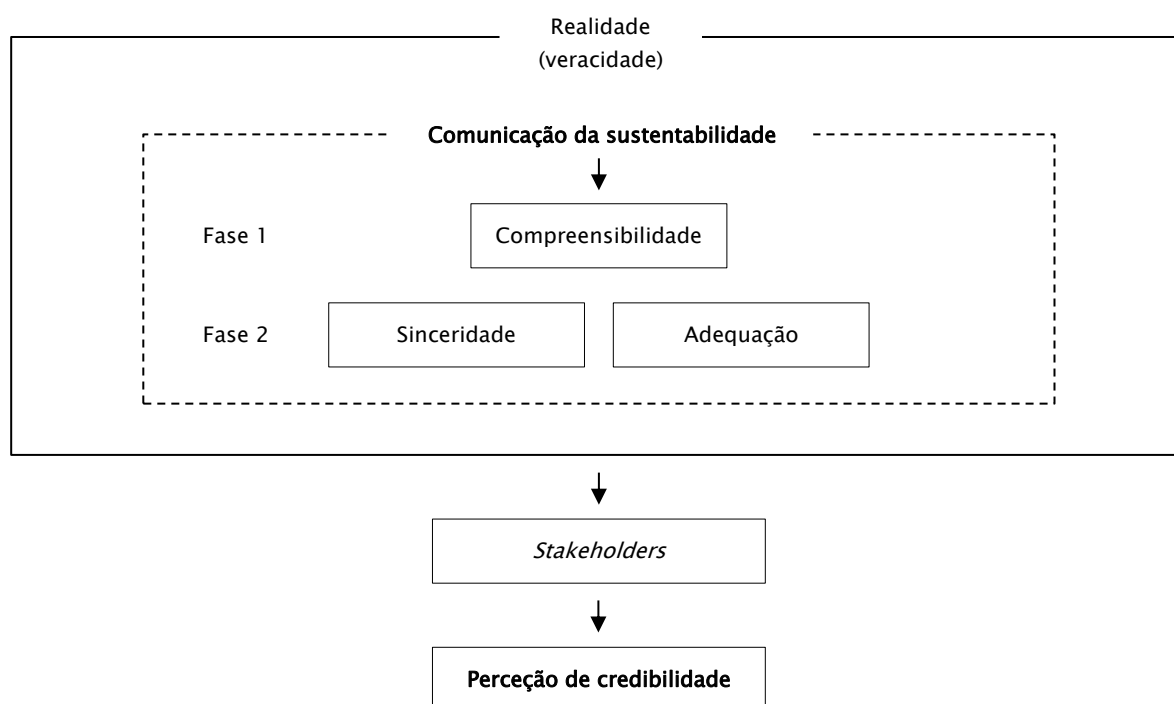 Realidade
(veracidade)
Comunicação da sustentabilidade
Fase 1
Compreensibilidade
Fase 2
Sinceridade
Adequação
Stakeholders
Perceção de credibilidade